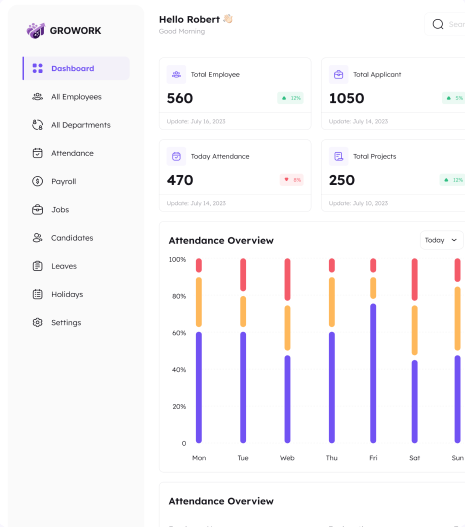 GROWORK
Dashboard
All Employees
All Departments
Attendance
Payroll
Jobs
Candidates
Leaves
Holidays
Settings
Hello Robert 👋🏻
Good Morning
Sear
Total Employee
560
12%
Update: July 16, 2023
Total Applicant
1050
5%
Update: July 14, 2023
Today Attendance
470
8%
Update: July 14, 2023
Total Projects
250
12%
Update: July 10, 2023
Attendance Overview
Today
100%
80%
60%
40%
20%
0
Mon Tue Web Thu Fri Sat Sun
Attendance Overview